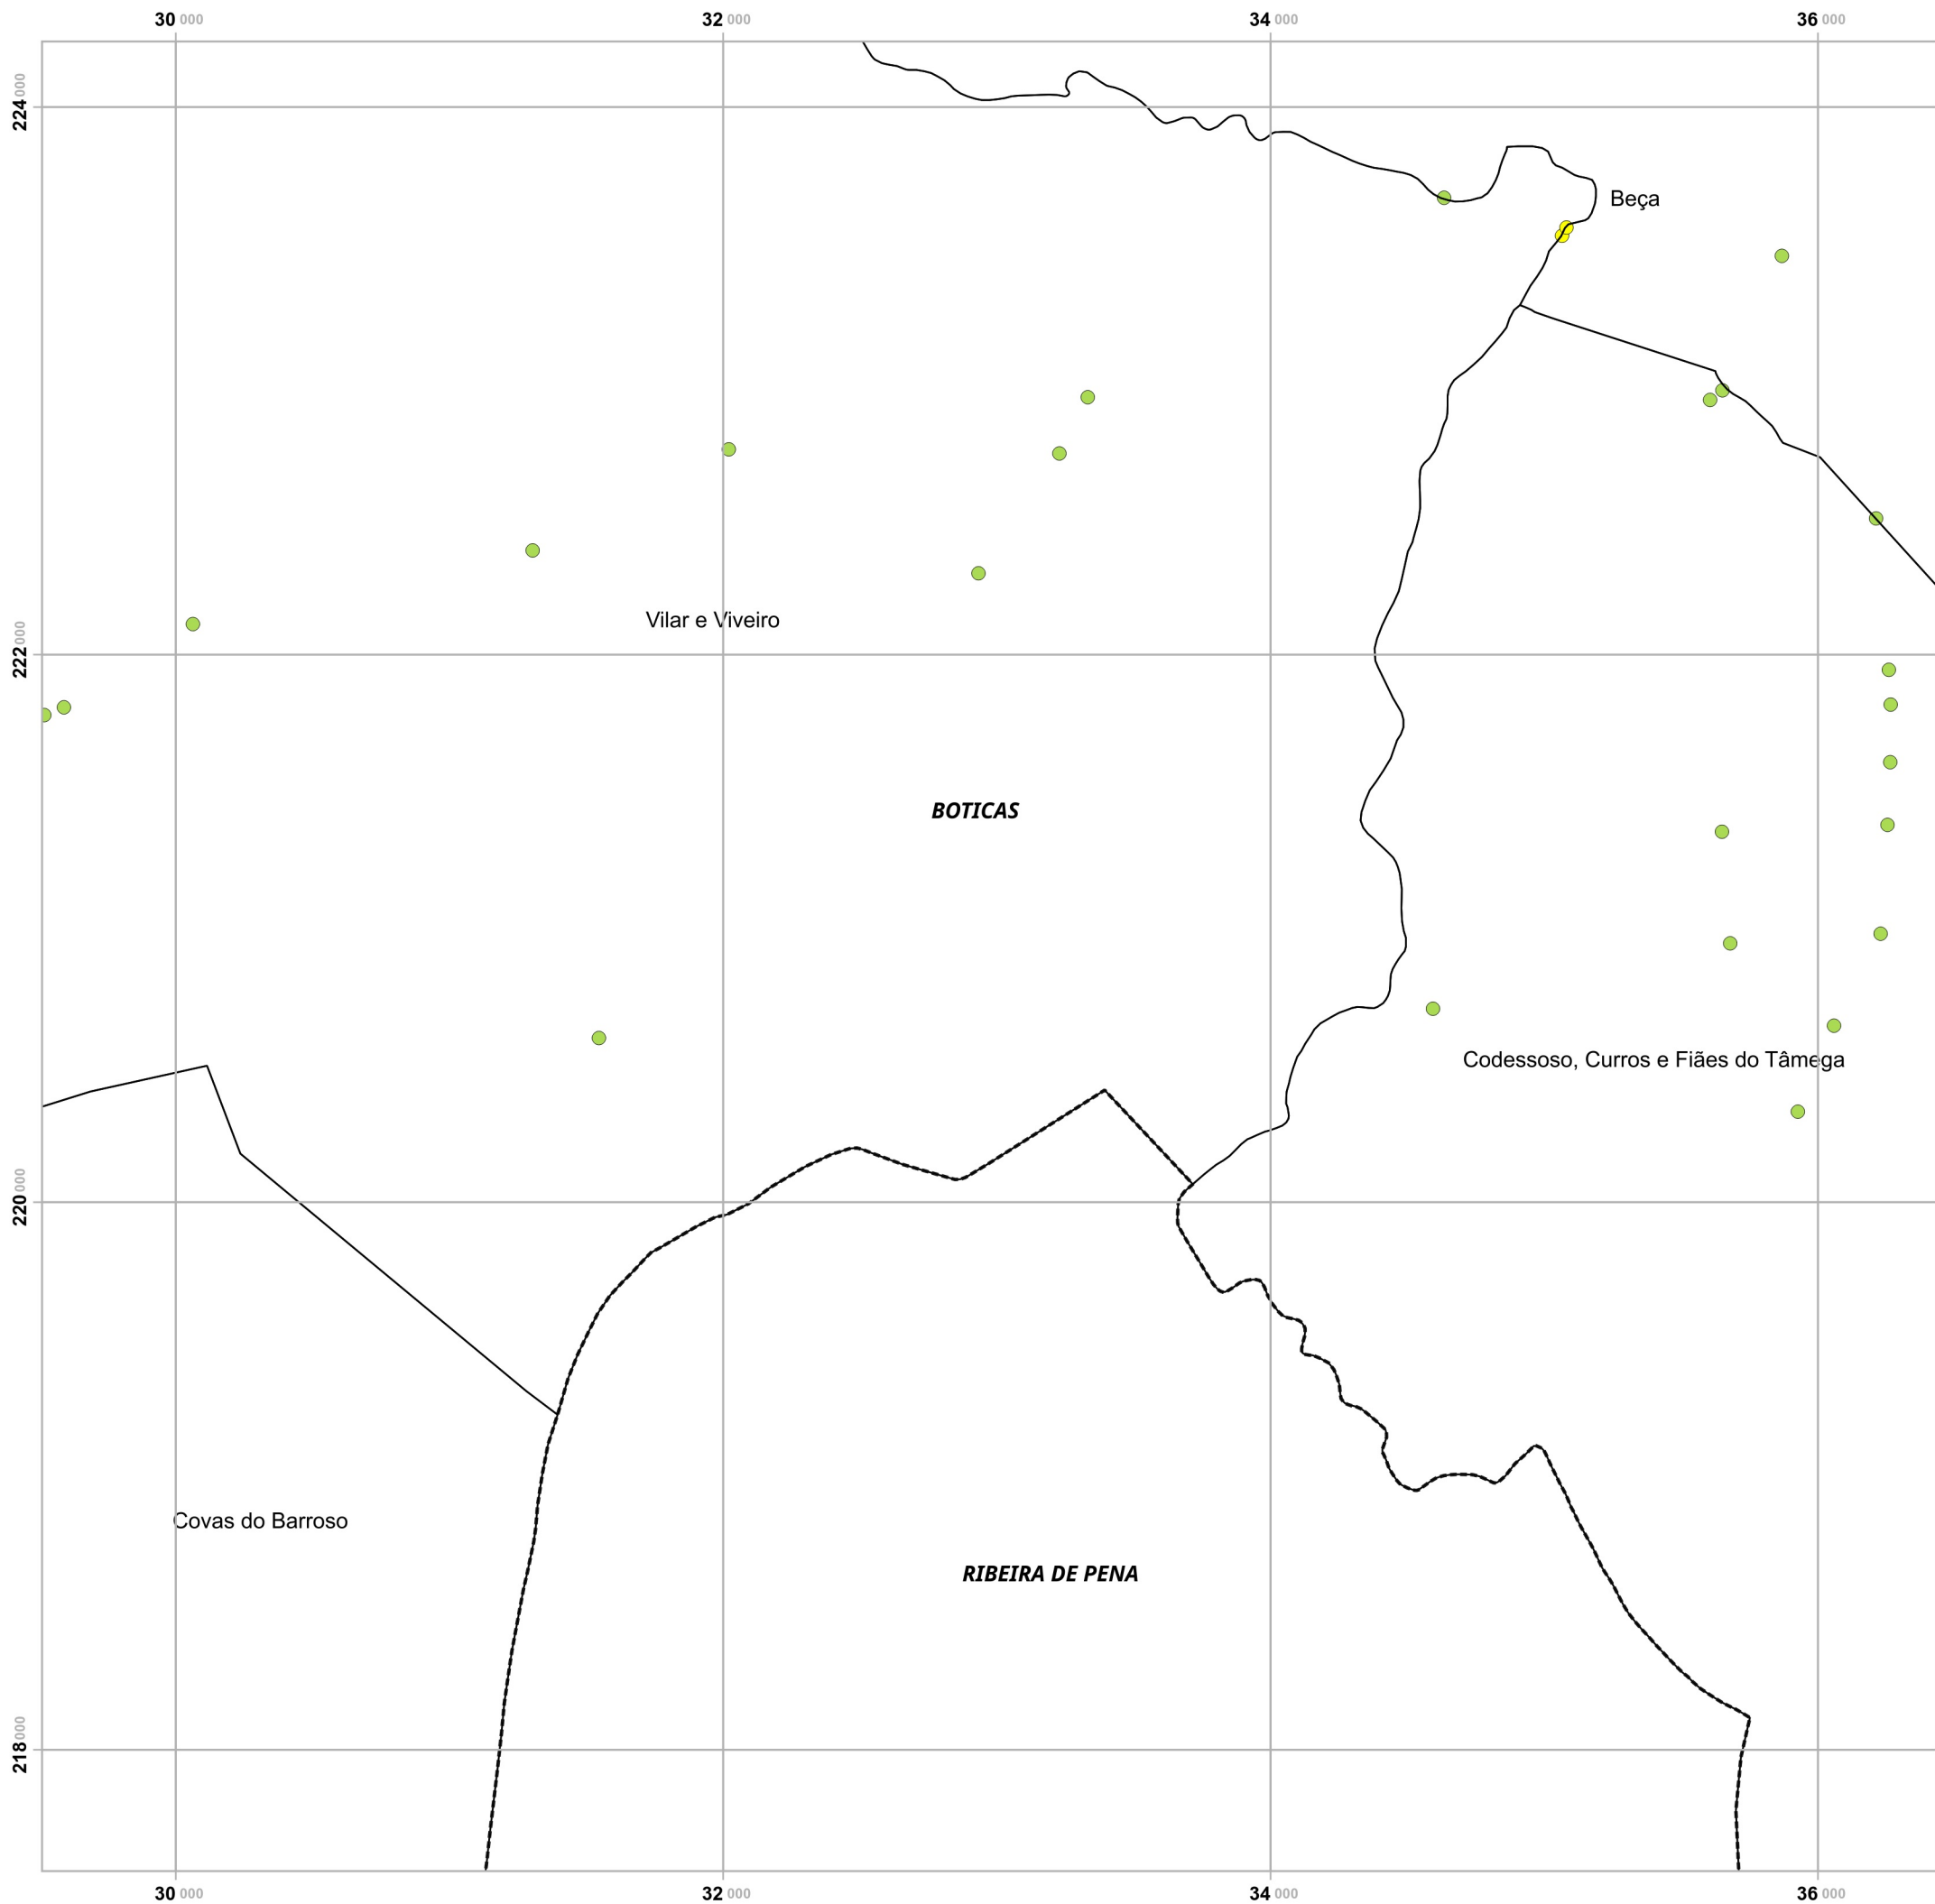 30 000 32 000 34 000 36 000
224 000
Beça
222 000
Vilar e Viveiro
BOTICAS
Codessoso, Curros e Fiães do Tâmega
220 000
Covas do Barroso
RIBEIRA DE PENA
218 000
30 000 32 000 34 000 36 000